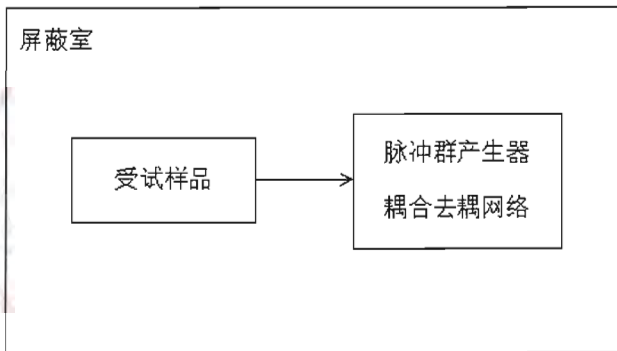 屏蔽室
受试样品
脉冲群产生器
耦合去耦网络